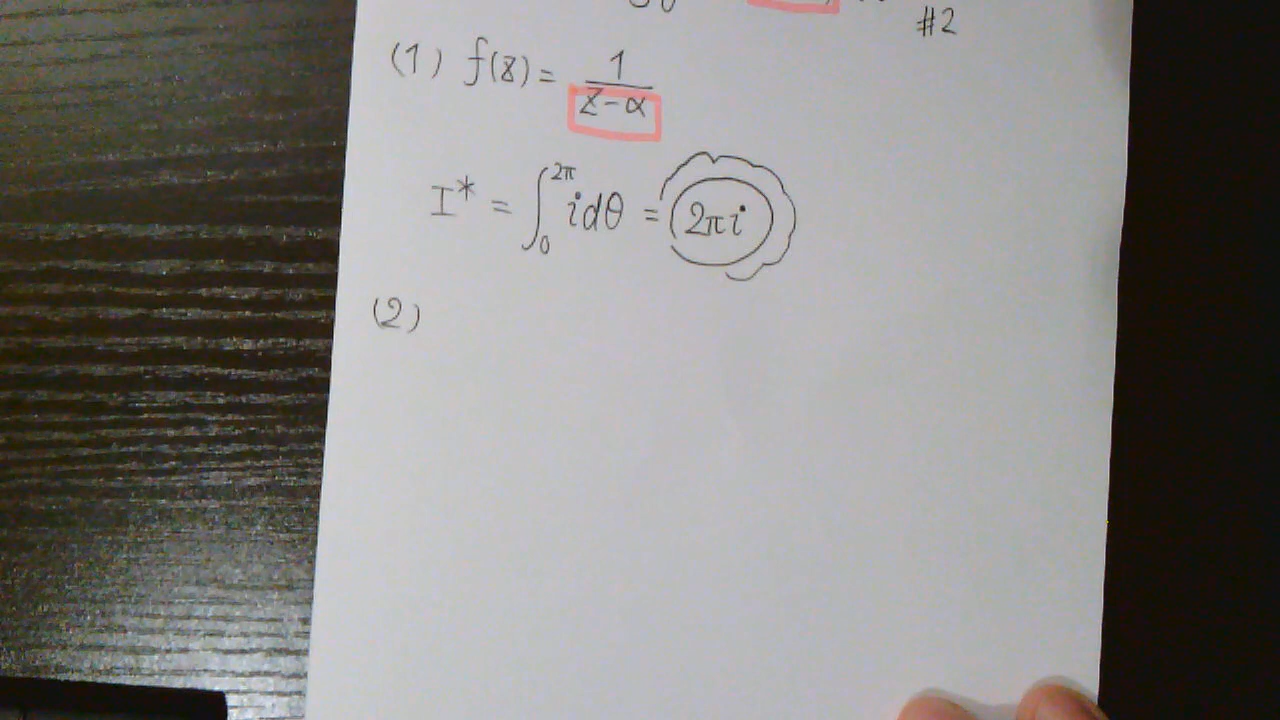 #2
(1) f(z) = 1/(z-α)
I* = ∫₀^2π i dθ = 2πi
(2)